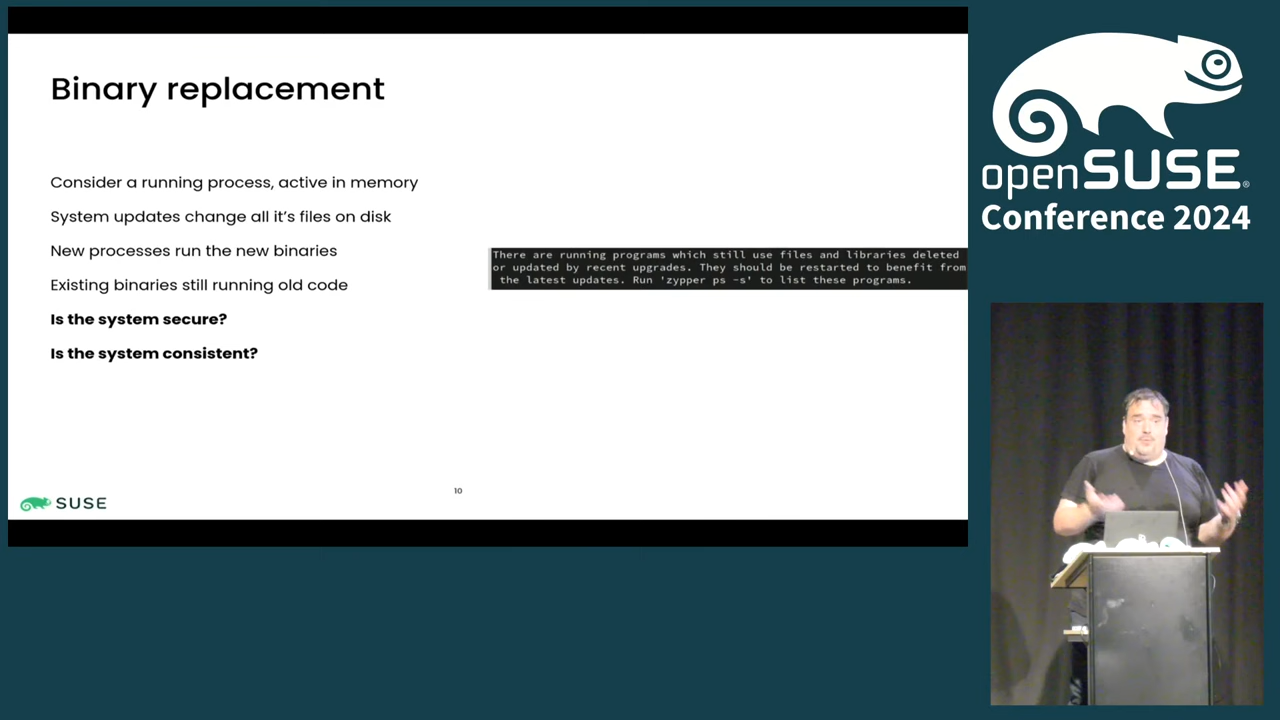 Binary replacement
Consider a running process, active in memory
System updates change all it's files on disk
New processes run the new binaries
Existing binaries still running old code
Is the system secure?
Is the system consistent?
There are running programs which still use files and libraries deleted
or updated by recent upgrades. They should be restarted to benefit from
the latest updates. Run 'zypper ps -s' to list these programs.
10
SUSE
openSUSE®
Conference 2024